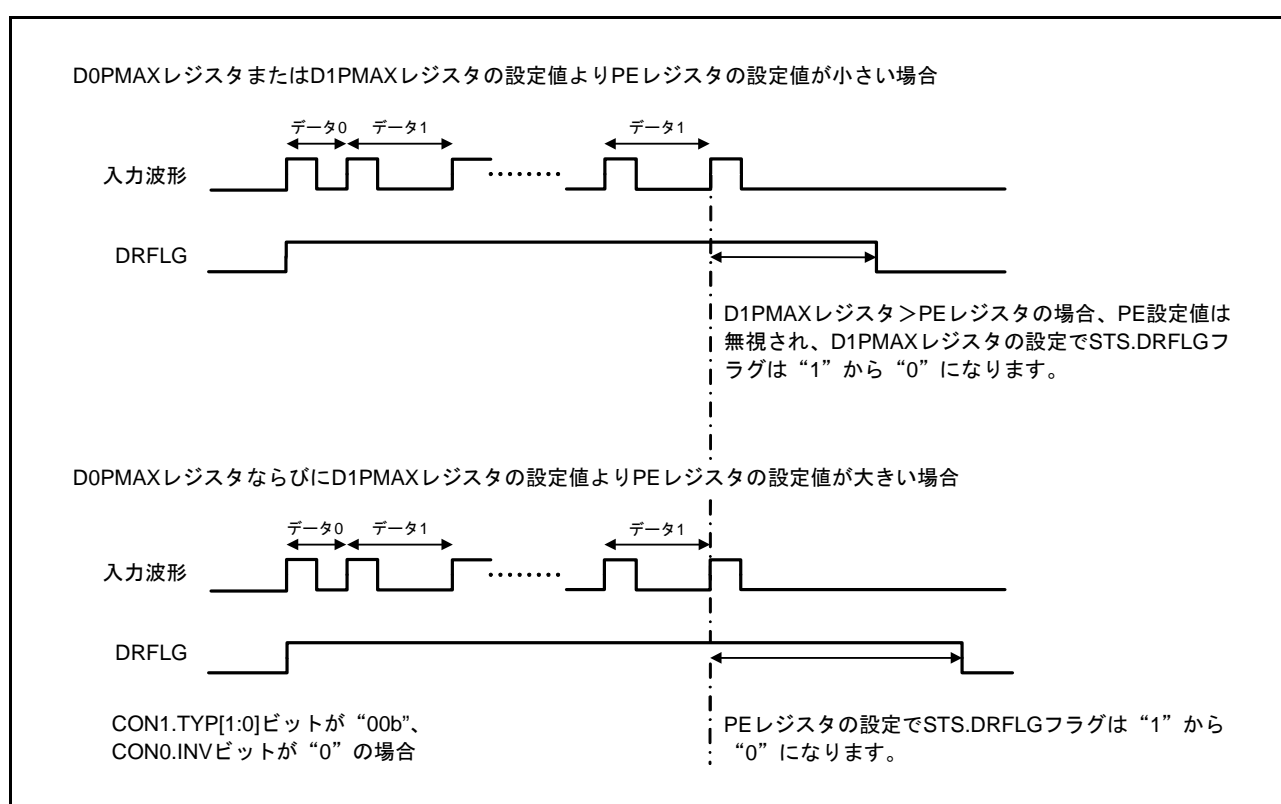 D0PMAXレジスタまたはD1PMAXレジスタの設定値よりPEレジスタの設定値が小さい場合
データ0 データ1 データ1
入力波形
DRFLG
D1PMAXレジスタ＞PEレジスタの場合、PE設定値は
無視され、D1PMAXレジスタの設定でSTS.DRFLGフ
ラグは“1”から“0”になります。
D0PMAXレジスタならびにD1PMAXレジスタの設定値よりPEレジスタの設定値が大きい場合
データ0 データ1 データ1
入力波形
DRFLG
CON1.TYP[1:0]ビットが“00b”、
CON0.INVビットが“0”の場合
PEレジスタの設定でSTS.DRFLGフラグは“1”から
“0”になります。